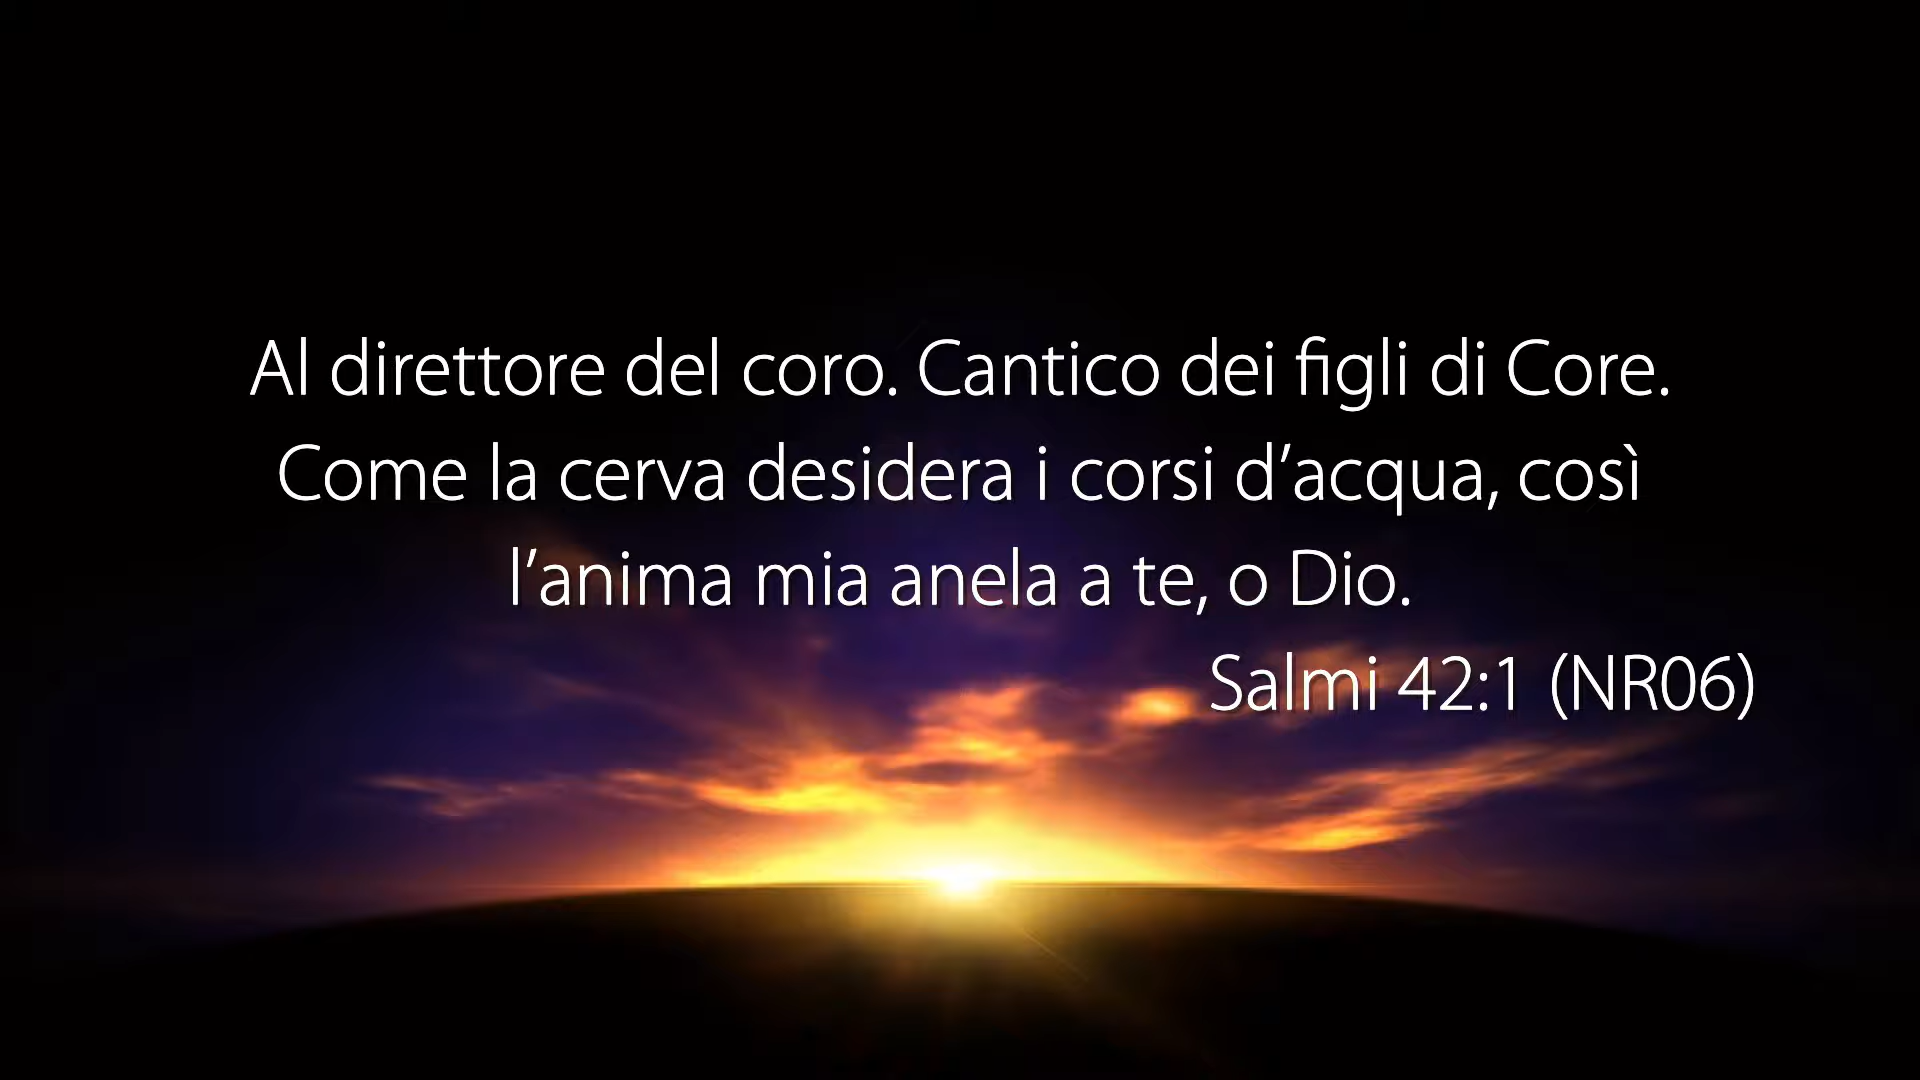 Al direttore del coro. Cantico dei figli di Core.
Come la cerva desidera i corsi d’acqua, così
l’anima mia anela a te, o Dio.
Salmi 42:1 (NR06)